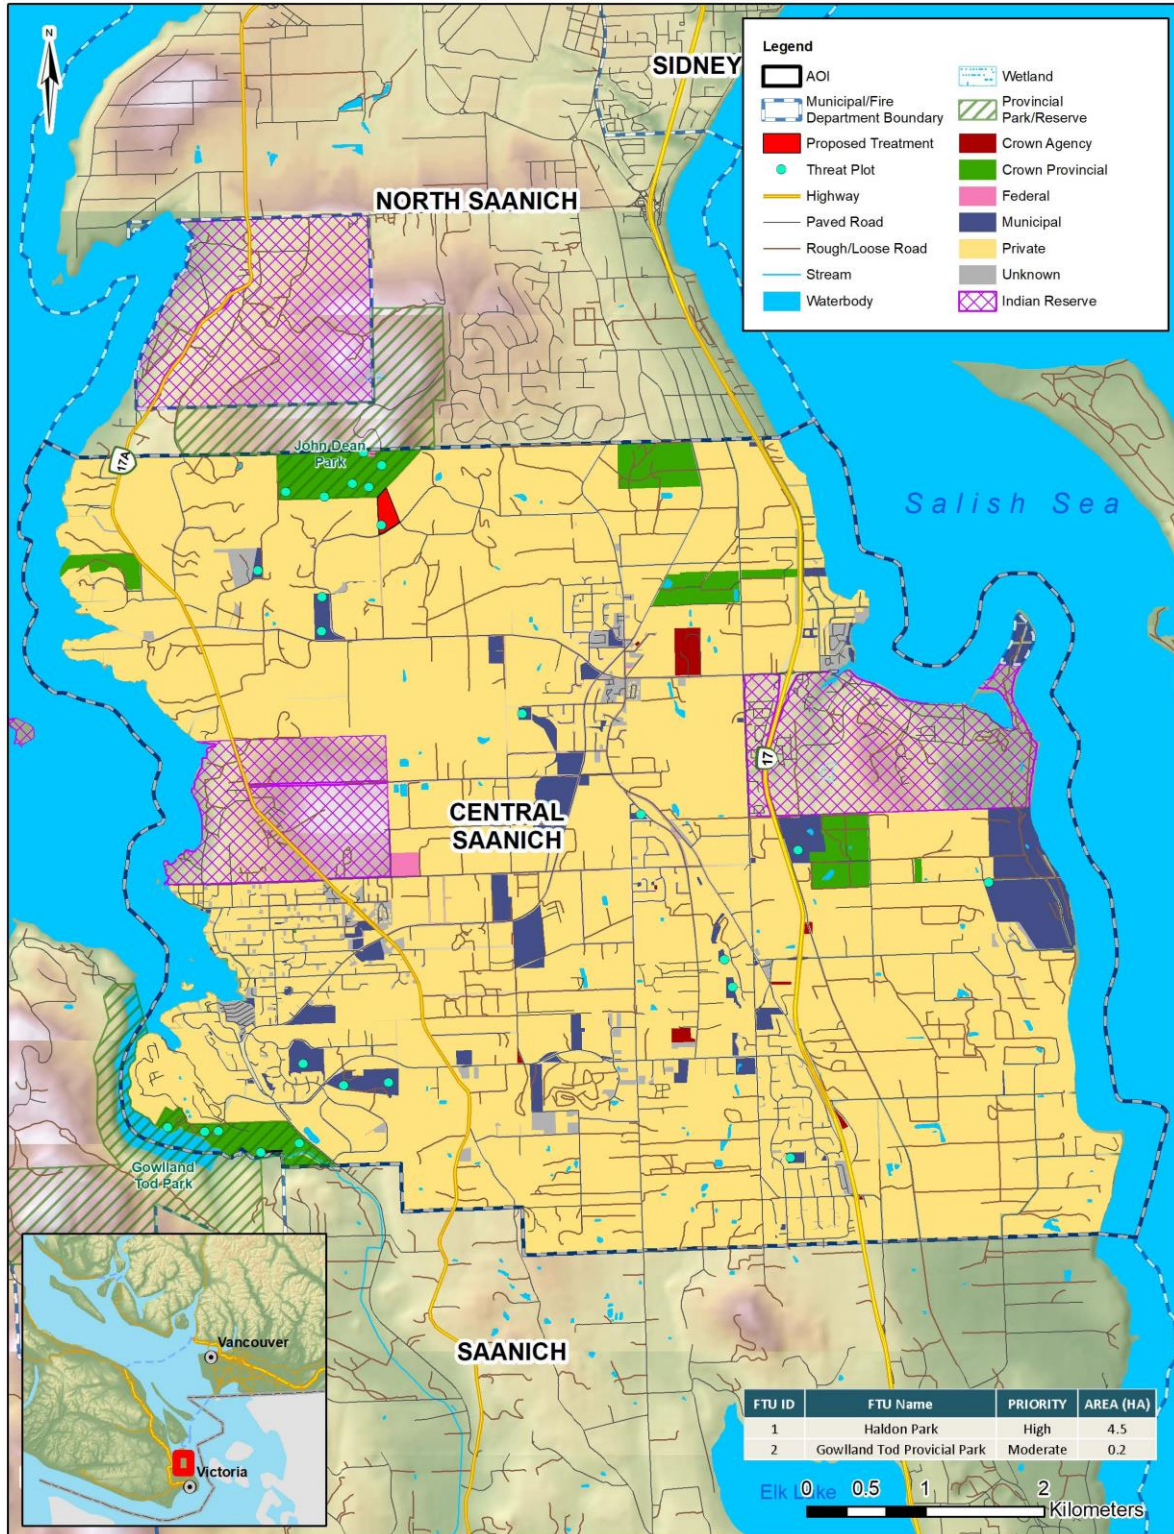 N
SIDNEY
NORTH SAANICH
Legend
AOI
Municipal/Fire
Department Boundary
Proposed Treatment
Threat Plot
Highway
Paved Road
Rough/Loose Road
Stream
Waterbody
Wetland
Provincial
Park/Reserve
Crown Agency
Crown Provincial
Federal
Municipal
Private
Unknown
Indian Reserve
17A
John Dean
Park
Salish Sea
17
CENTRAL
SAANICH
Gowlland
Tod Park
Vancouver
Victoria
SAANICH
FTU ID FTU Name PRIORITY AREA (HA)
1 Haldon Park High 4.5
2 Gowlland Tod Provicial Park Moderate 0.2
Elk Lake
0 0.5 1 2
Kilometers